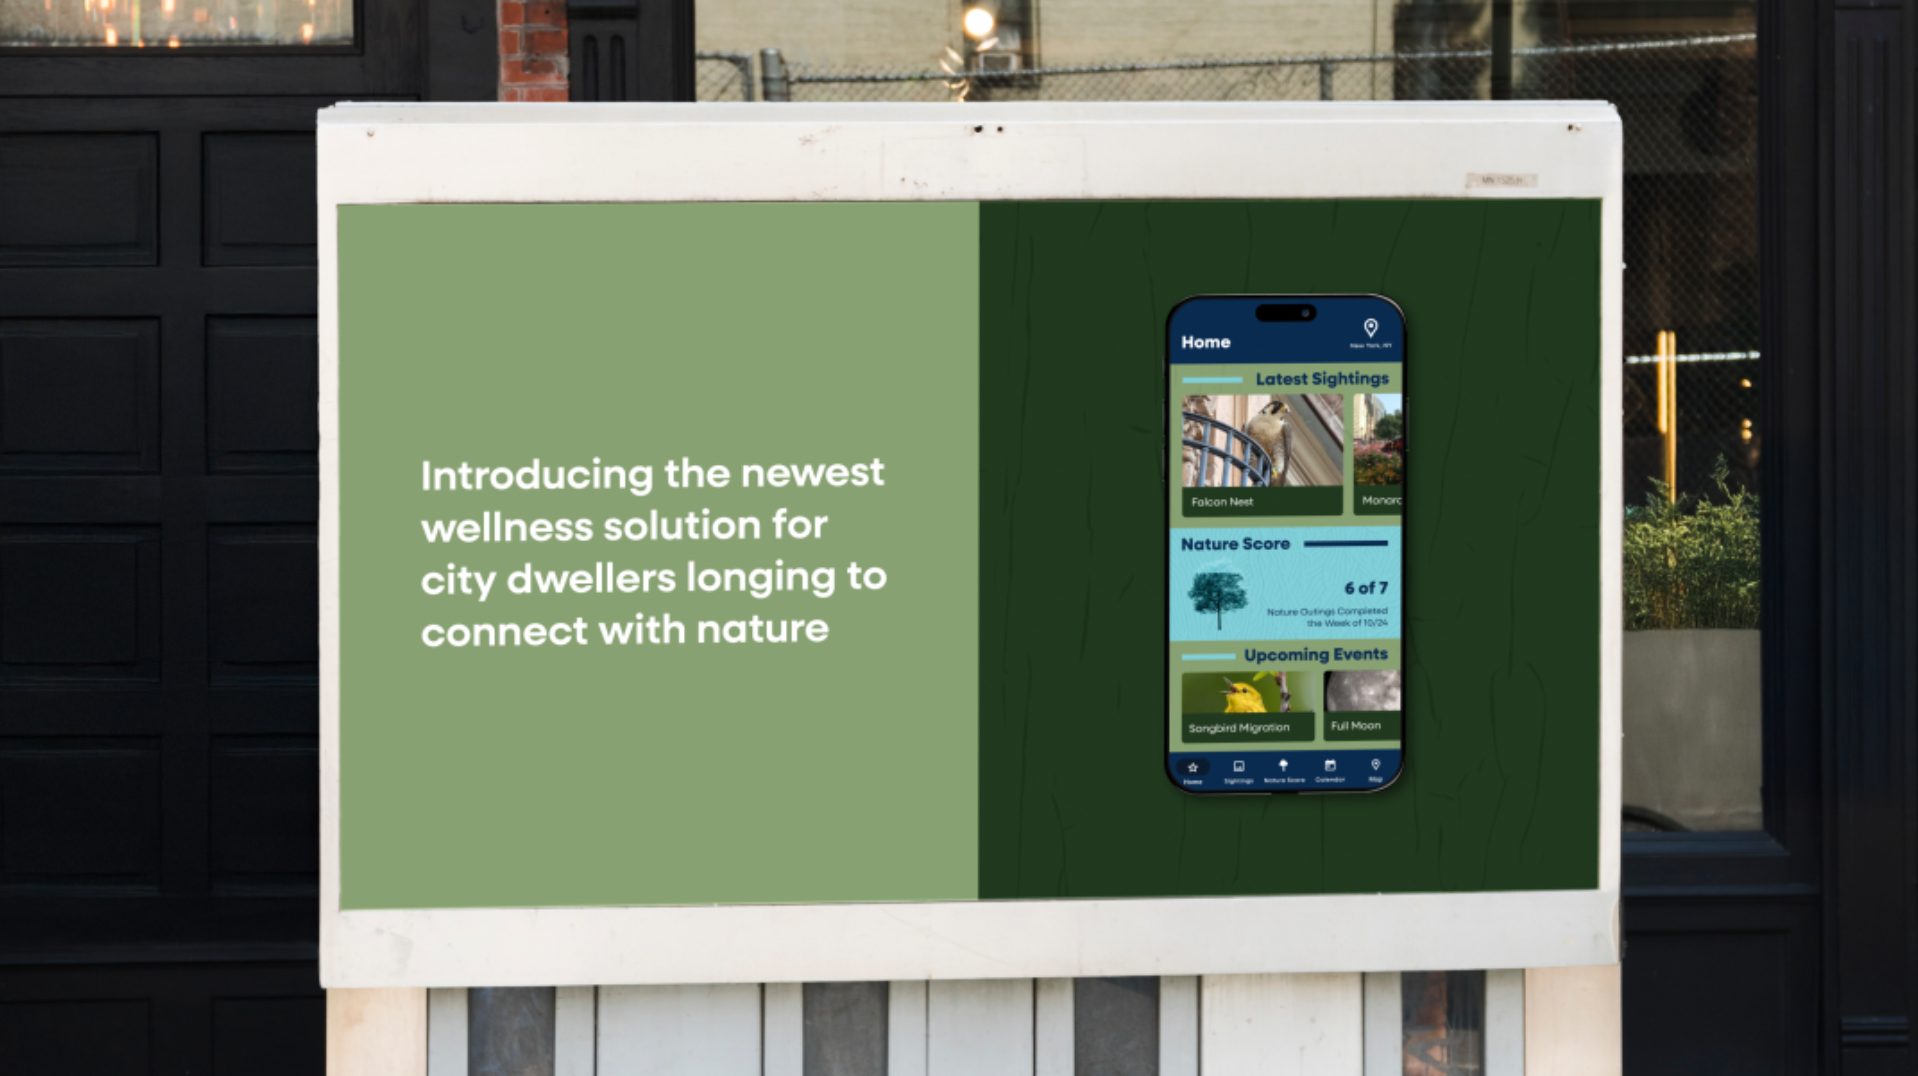 Introducing the newest
wellness solution for
city dwellers longing to
connect with nature
Home
New York, NY
Latest Sightings
Falcon Nest
Monarc
Nature Score
6 of 7
Nature Outings Completed
the Week of 10/24
Upcoming Events
Songbird Migration
Full Moon
Home
Sightings
Nature Score
Calendar
Map